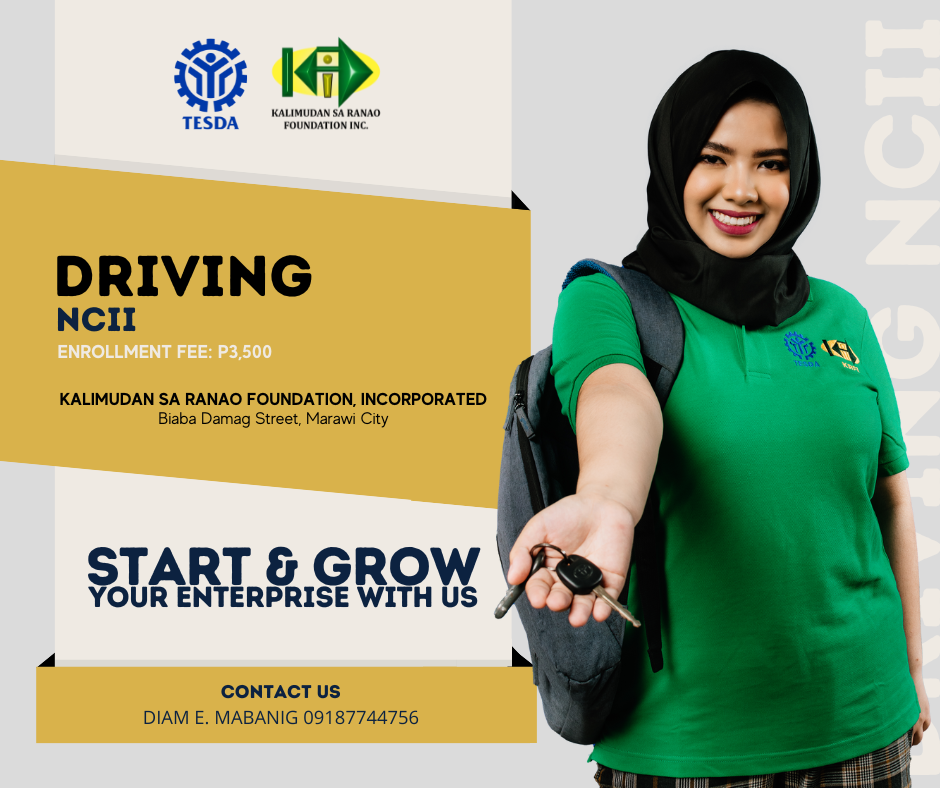 TESDA
KALIMUDAN SA RANAO
FOUNDATION INC.
DRIVING
NCII
ENROLLMENT FEE: P3,500
KALIMUDAN SA RANAO FOUNDATION, INCORPORATED
Biaba Damag Street, Marawi City
START & GROW
YOUR ENTERPRISE WITH US
CONTACT US
DIAM E. MABANIG 09187744756
TESDA
DRIVING NCII